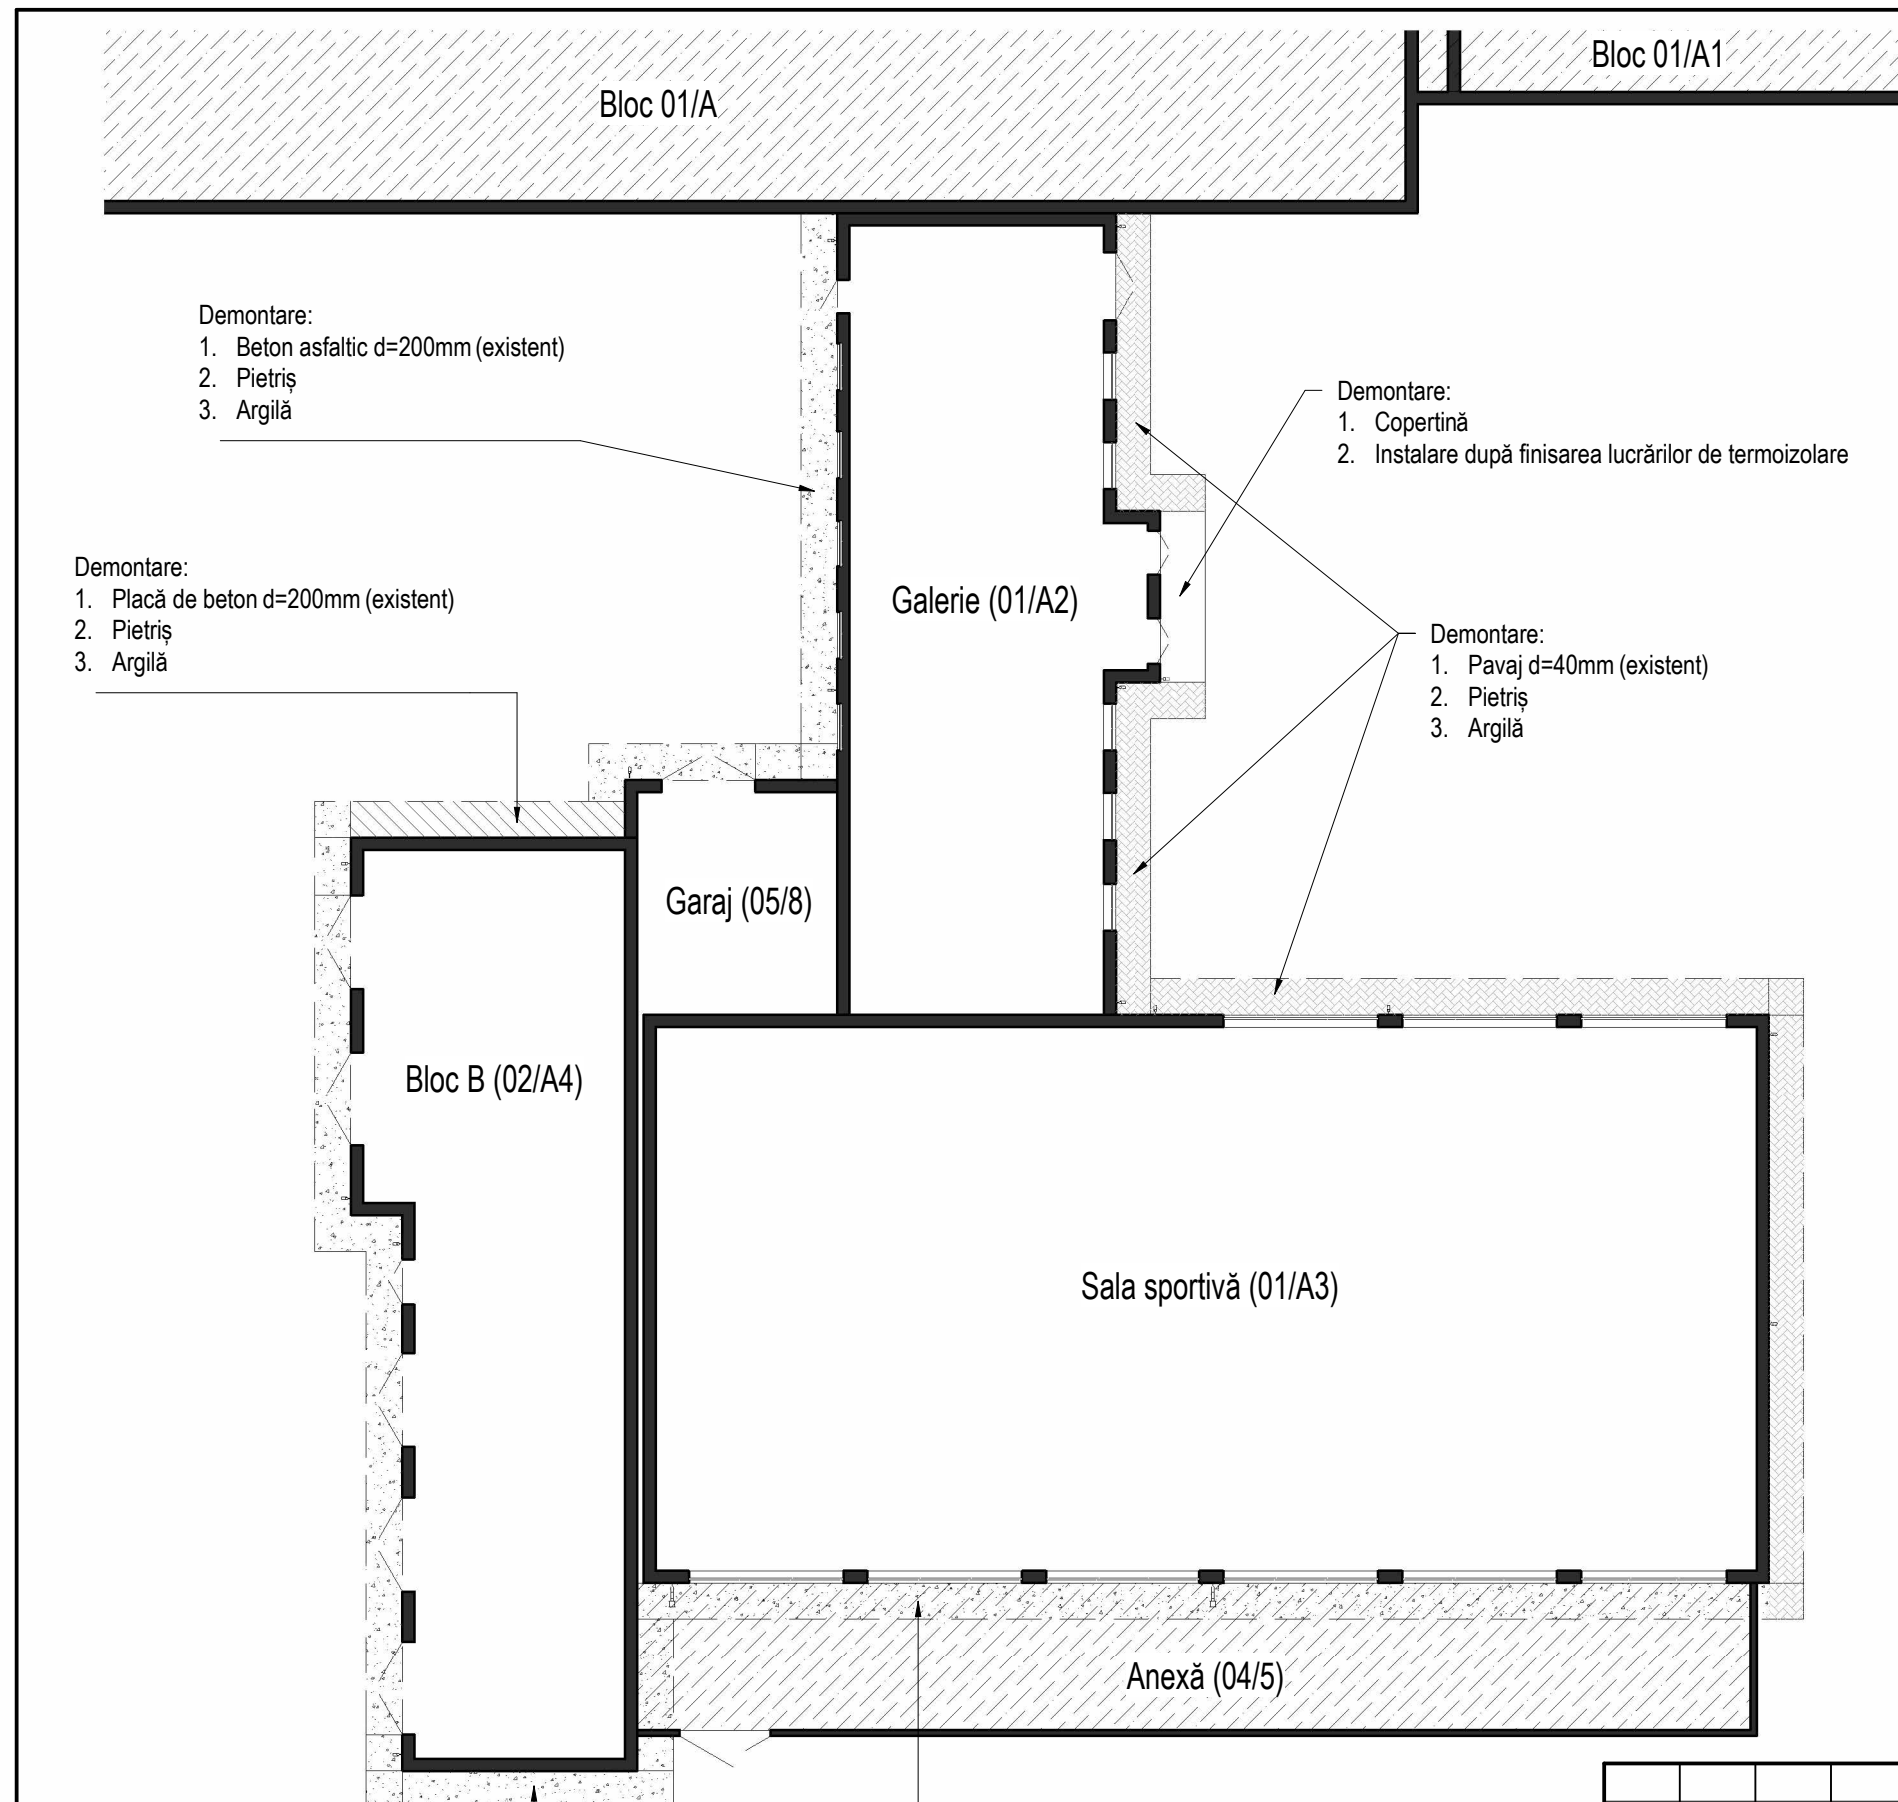 Bloc 01/A
Bloc 01/A1
Demontare:
1. Beton asfaltic d=200mm (existent)
2. Pietriș
3. Argilă
Demontare:
1. Copertină
2. Instalare după finisarea lucrărilor de termoizolare
Demontare:
1. Placă de beton d=200mm (existent)
2. Pietriș
3. Argilă
Galerie (01/A2)
Demontare:
1. Pavaj d=40mm (existent)
2. Pietriș
3. Argilă
Garaj (05/8)
Bloc B (02/A4)
Sala sportivă (01/A3)
Anexă (04/5)